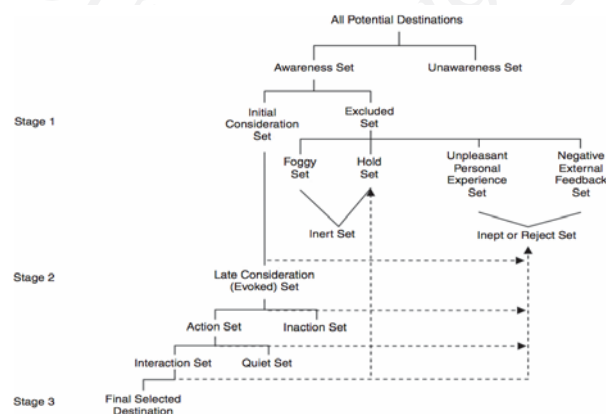 All Potential Destinations
Awareness Set
Unawareness Set
Stage 1
Initial
Consideration
Set
Excluded
Set
Foggy
Set
Hold
Set
Unpleasant
Personal
Experience
Set
Negative
External
Feedback
Set
Inert Set
Inept or Reject Set
Stage 2
Late Consideration
(Evoked) Set
Action Set
Inaction Set
Interaction Set
Quiet Set
Stage 3
Final Selected
Destination